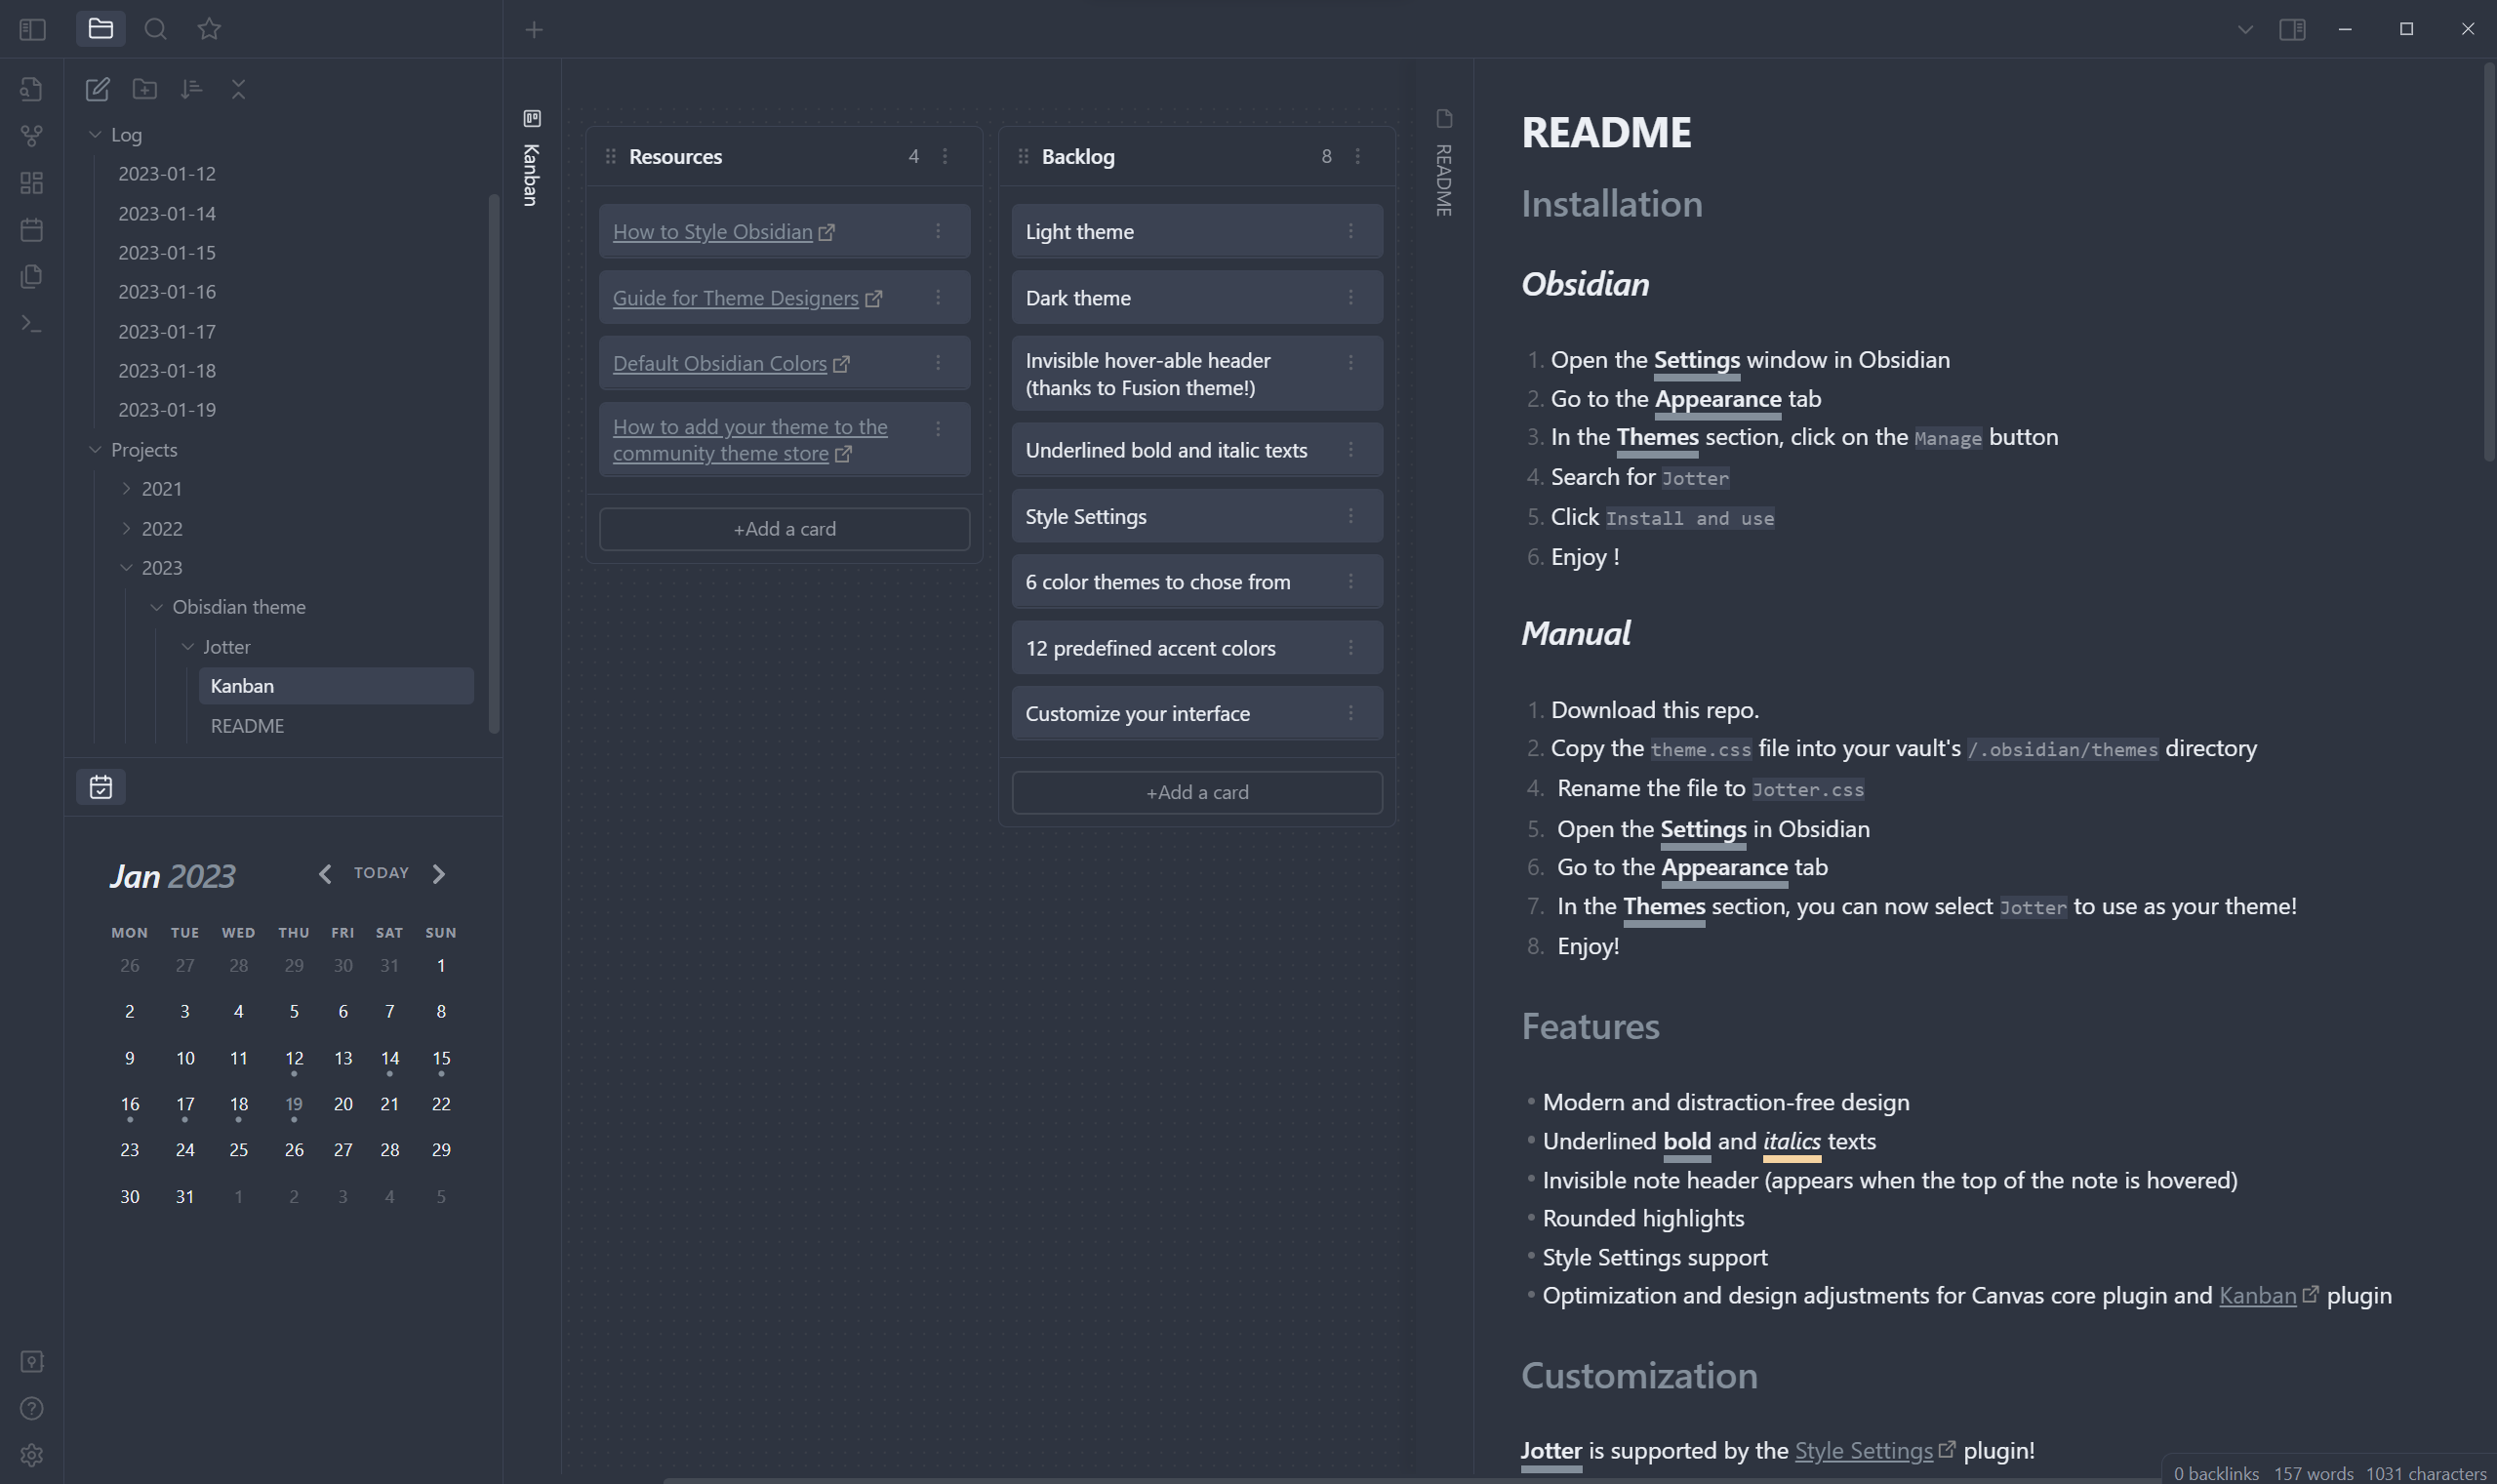 Log
2023-01-12
2023-01-14
2023-01-15
2023-01-16
2023-01-17
2023-01-18
2023-01-19
Projects
2021
2022
2023
Obisdian theme
Jotter
Kanban
README
Jan 2023
TODAY
MON TUE WED THU FRI SAT SUN
26 27 28 29 30 31 1
2 3 4 5 6 7 8
9 10 11 12 13 14 15
16 17 18 19 20 21 22
23 24 25 26 27 28 29
30 31 1 2 3 4 5
Kanban
Resources 4
How to Style Obsidian
Guide for Theme Designers
Default Obsidian Colors
How to add your theme to the
community theme store
+Add a card
Backlog 8
Light theme
Dark theme
Invisible hover-able header
(thanks to Fusion theme!)
Underlined bold and italic texts
Style Settings
6 color themes to chose from
12 predefined accent colors
Customize your interface
+Add a card
README
README
Installation
Obsidian
1. Open the Settings window in Obsidian
2. Go to the Appearance tab
3. In the Themes section, click on the Manage button
4. Search for Jotter
5. Click Install and use
6. Enjoy !
Manual
1. Download this repo.
2. Copy the theme.css file into your vault's /.obsidian/themes directory
4. Rename the file to Jotter.css
5. Open the Settings in Obsidian
6. Go to the Appearance tab
7. In the Themes section, you can now select Jotter to use as your theme!
8. Enjoy!
Features
• Modern and distraction-free design
• Underlined bold and italics texts
• Invisible note header (appears when the top of the note is hovered)
• Rounded highlights
• Style Settings support
• Optimization and design adjustments for Canvas core plugin and Kanban plugin
Customization
Jotter is supported by the Style Settings plugin!
0 backlinks 157 words 1031 characters